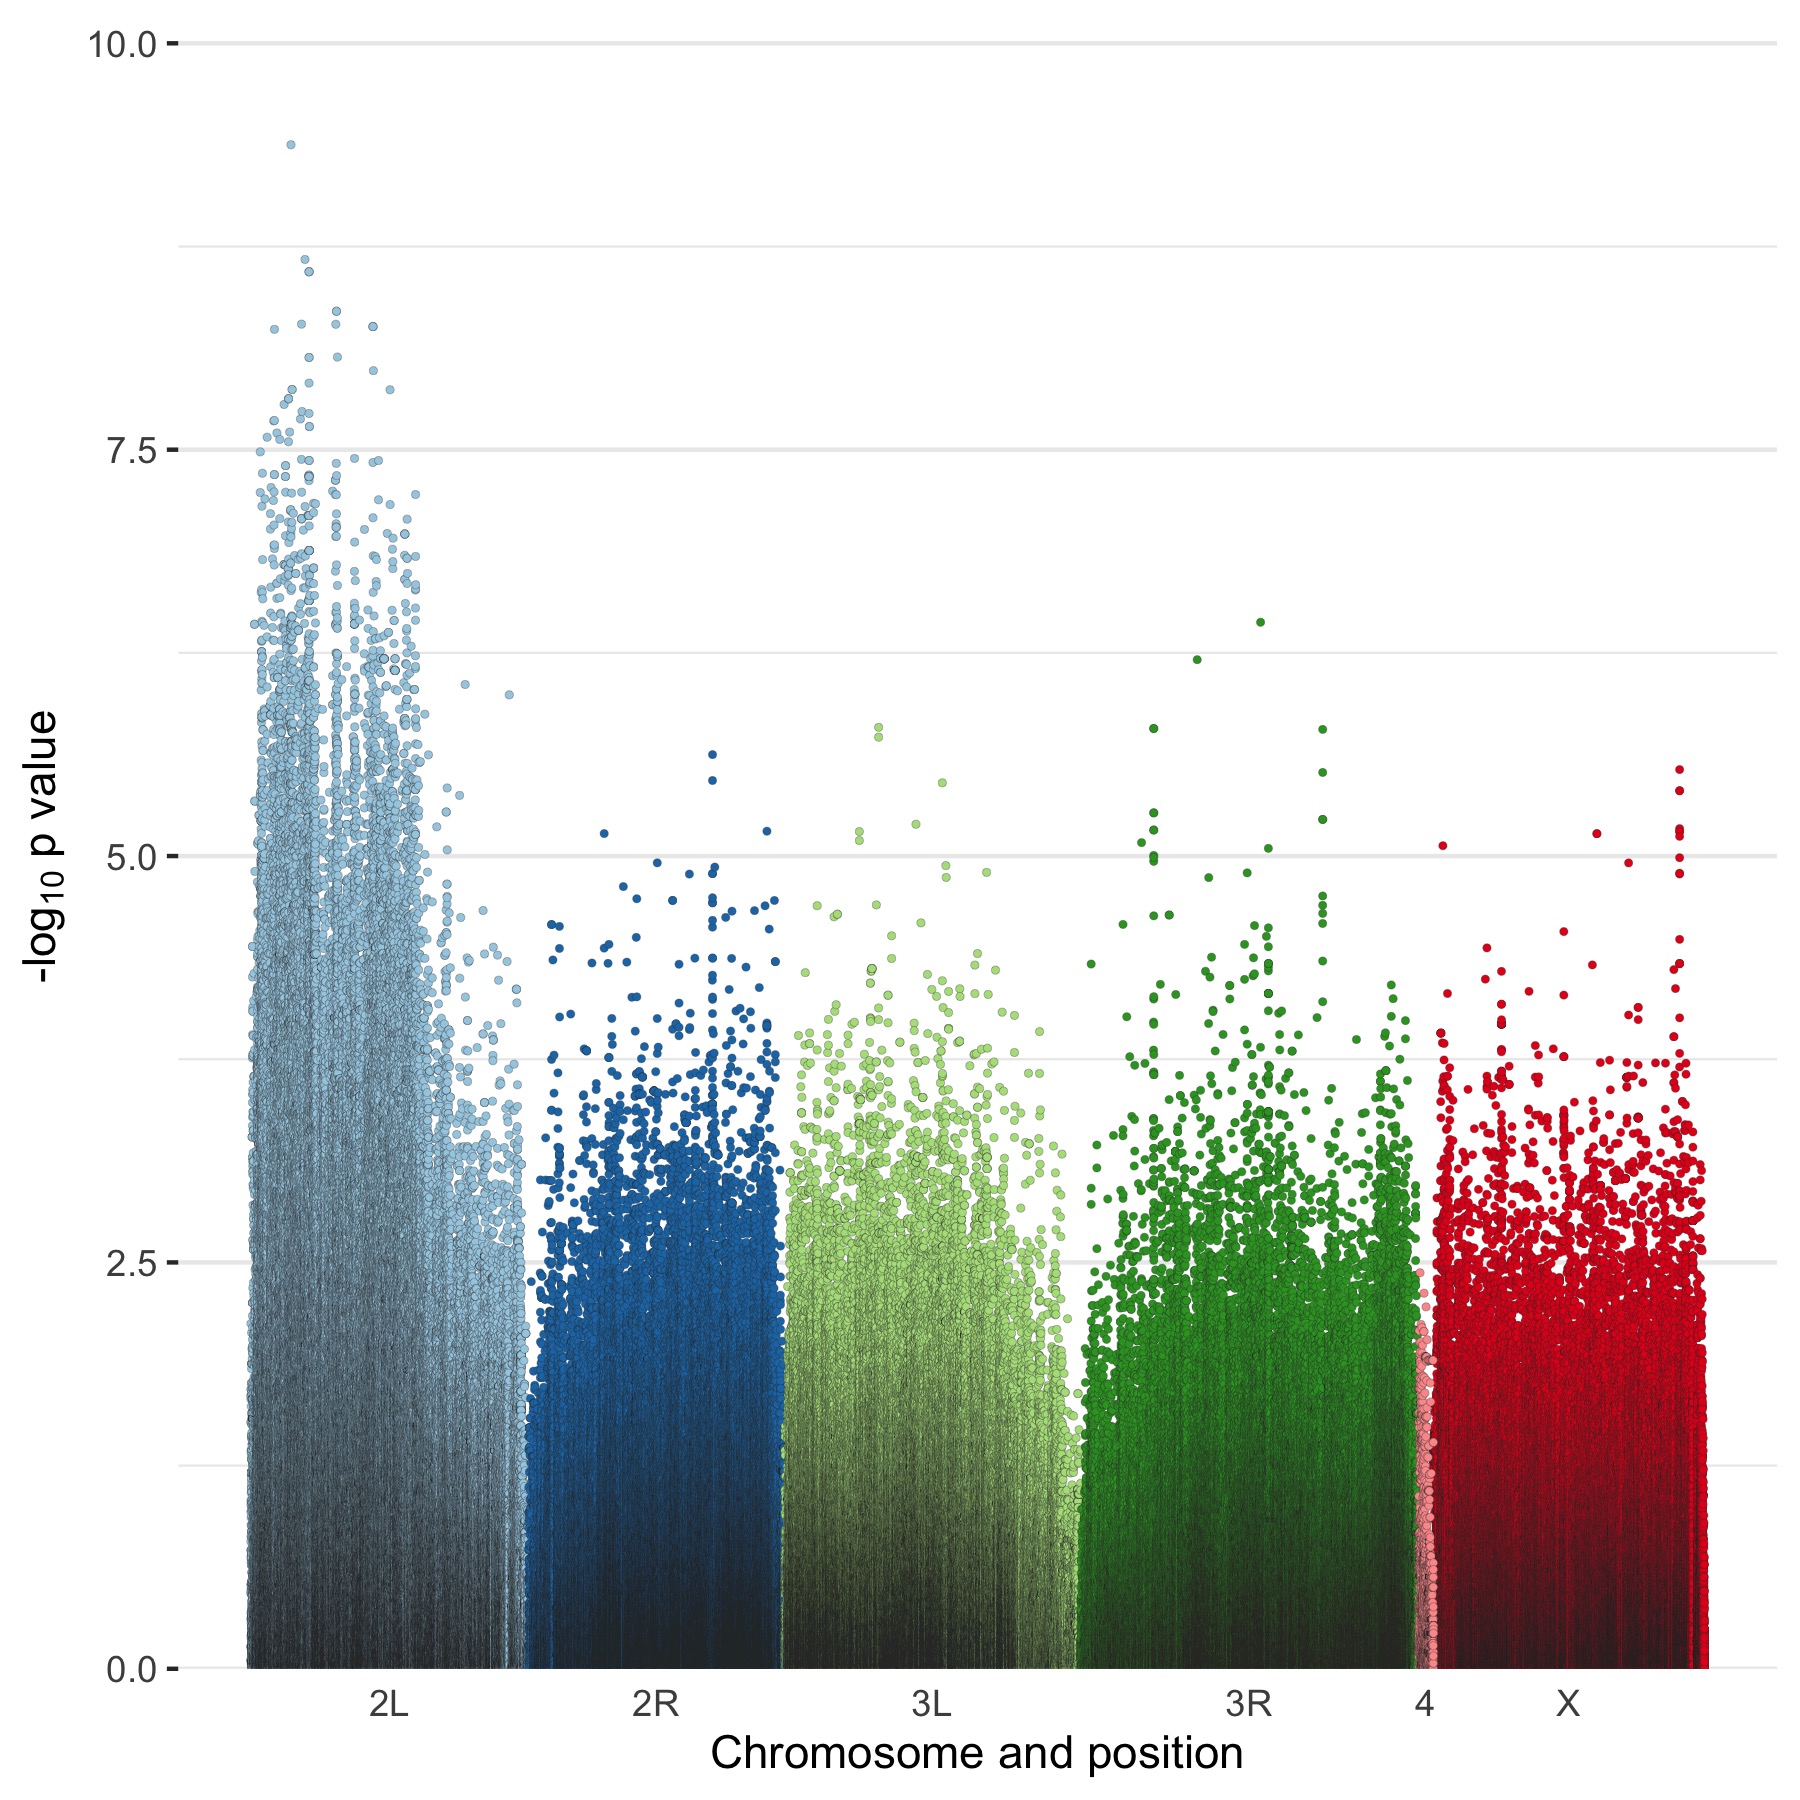 10.0
7.5
5.0
2.5
0.0
-log₁₀ p value
2L 2R 3L 3R 4 X
Chromosome and position